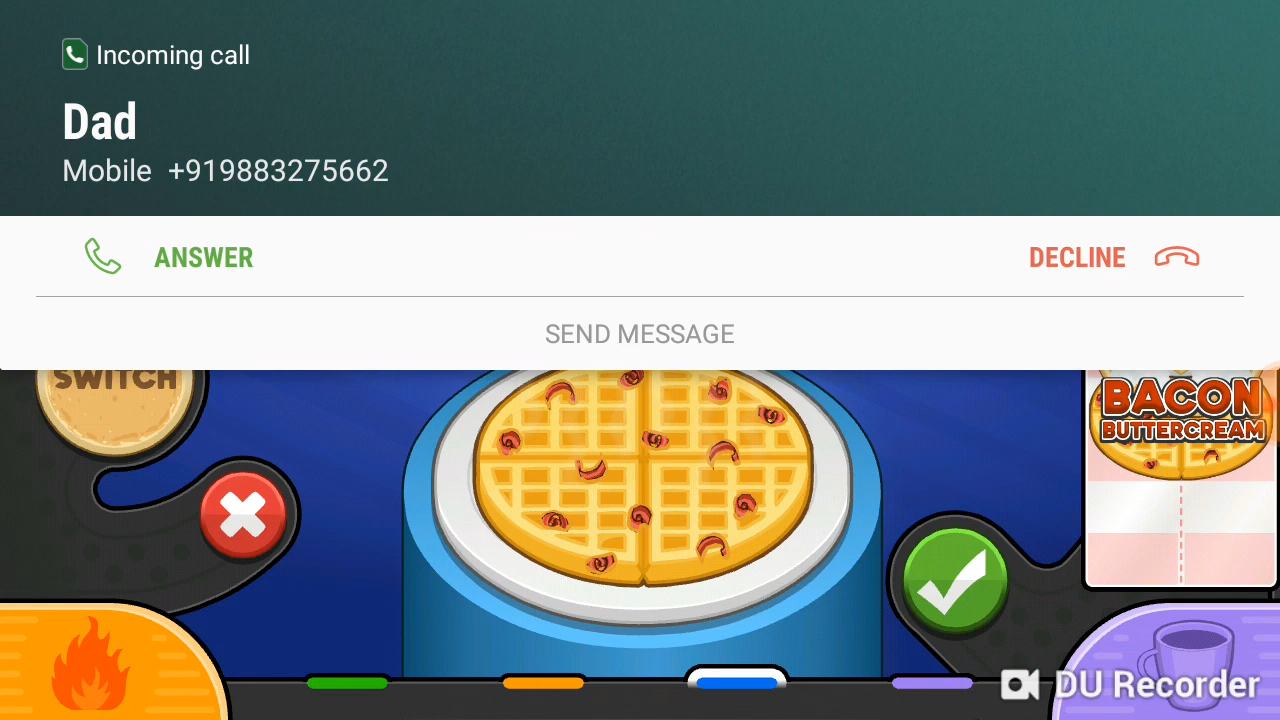 Incoming call
Dad
Mobile +919883275662
ANSWER
DECLINE
SEND MESSAGE
SWITCH
BACON
BUTTERCREAM
DU Recorder